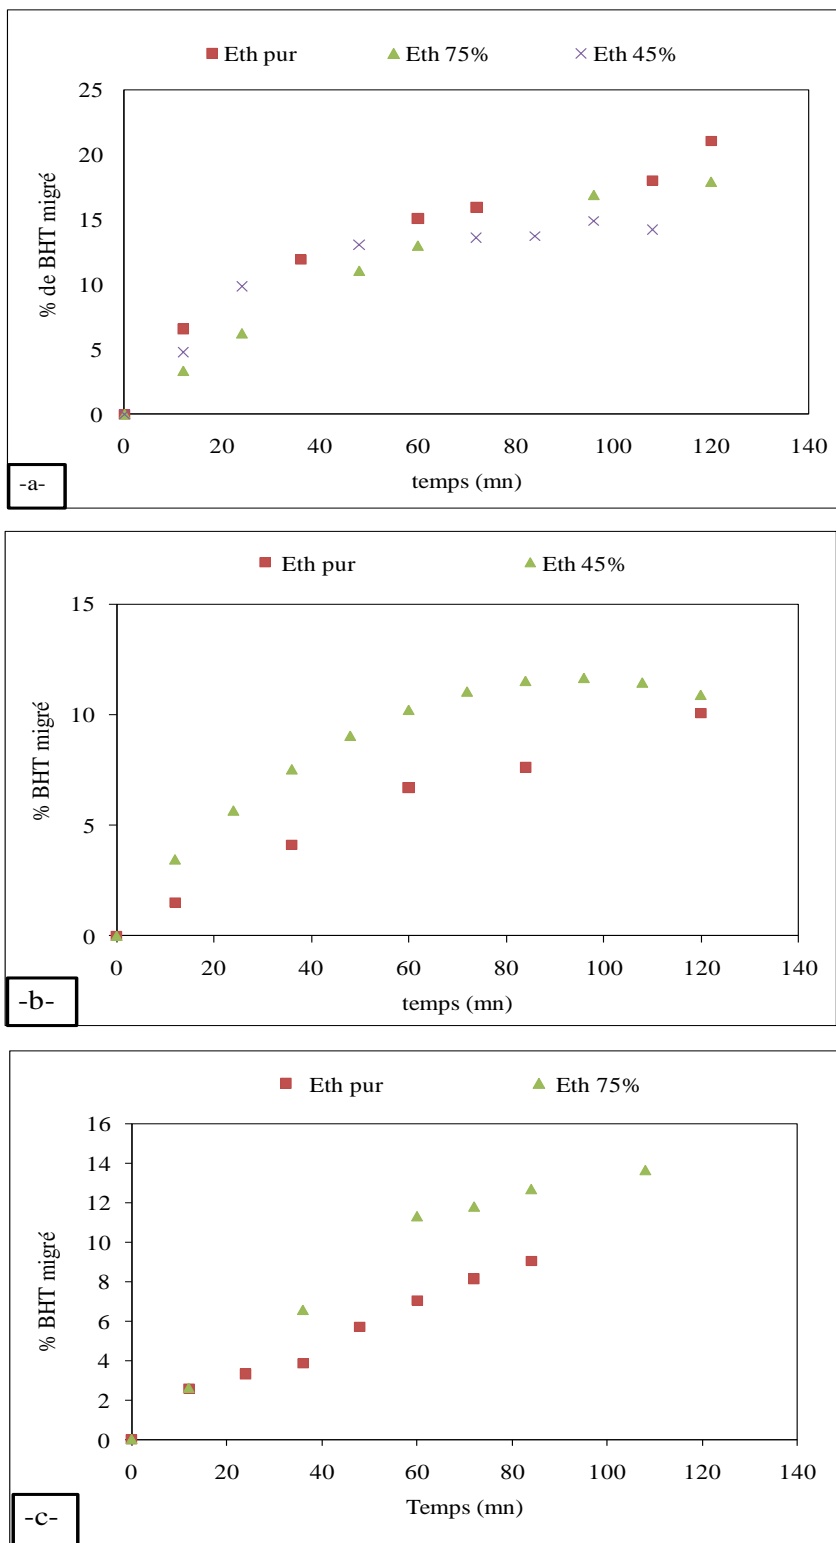 Eth pur Eth 75% Eth 45%
25
20
15
10
5
0
0 20 40 60 80 100 120 140
% de BHT migré
temps (mn)
-a-
Eth pur Eth 45%
15
10
5
0
0 20 40 60 80 100 120 140
% BHT migré
temps (mn)
-b-
Eth pur Eth 75%
16
14
12
10
8
6
4
2
0
0 20 40 60 80 100 120 140
% BHT migré
Temps (mn)
-c-